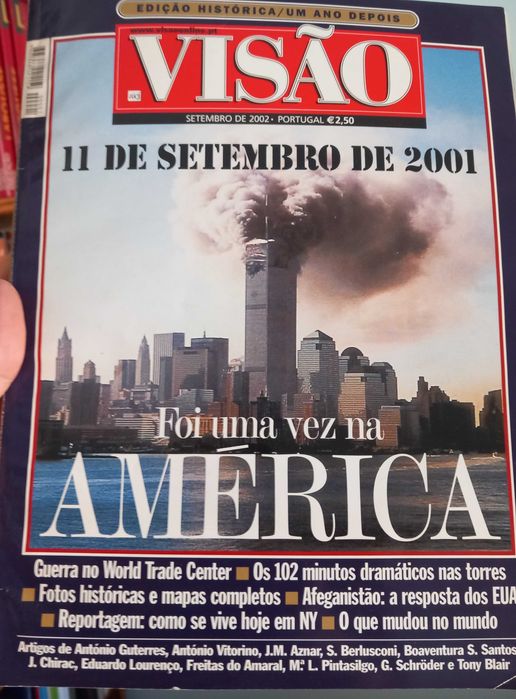 EDIÇÃO HISTÓRICA/UM ANO DEPOIS
www.visaoonline.pt
VISÃO
SETEMBRO DE 2002 · PORTUGAL €2,50
11 DE SETEMBRO DE 2001
Foi uma vez na
AMÉRICA
Guerra no World Trade Center ■ Os 102 minutos dramáticos nas torres
■ Fotos históricas e mapas completos ■ Afeganistão: a resposta dos EUA
■ Reportagem: como se vive hoje em NY ■ O que mudou no mundo
Artigos de António Guterres, António Vitorino, J.M. Aznar, S. Berlusconi, Boaventura S. Santos,
J. Chirac, Eduardo Lourenço, Freitas do Amaral, M.ª L. Pintasilgo, G. Schröder e Tony Blair